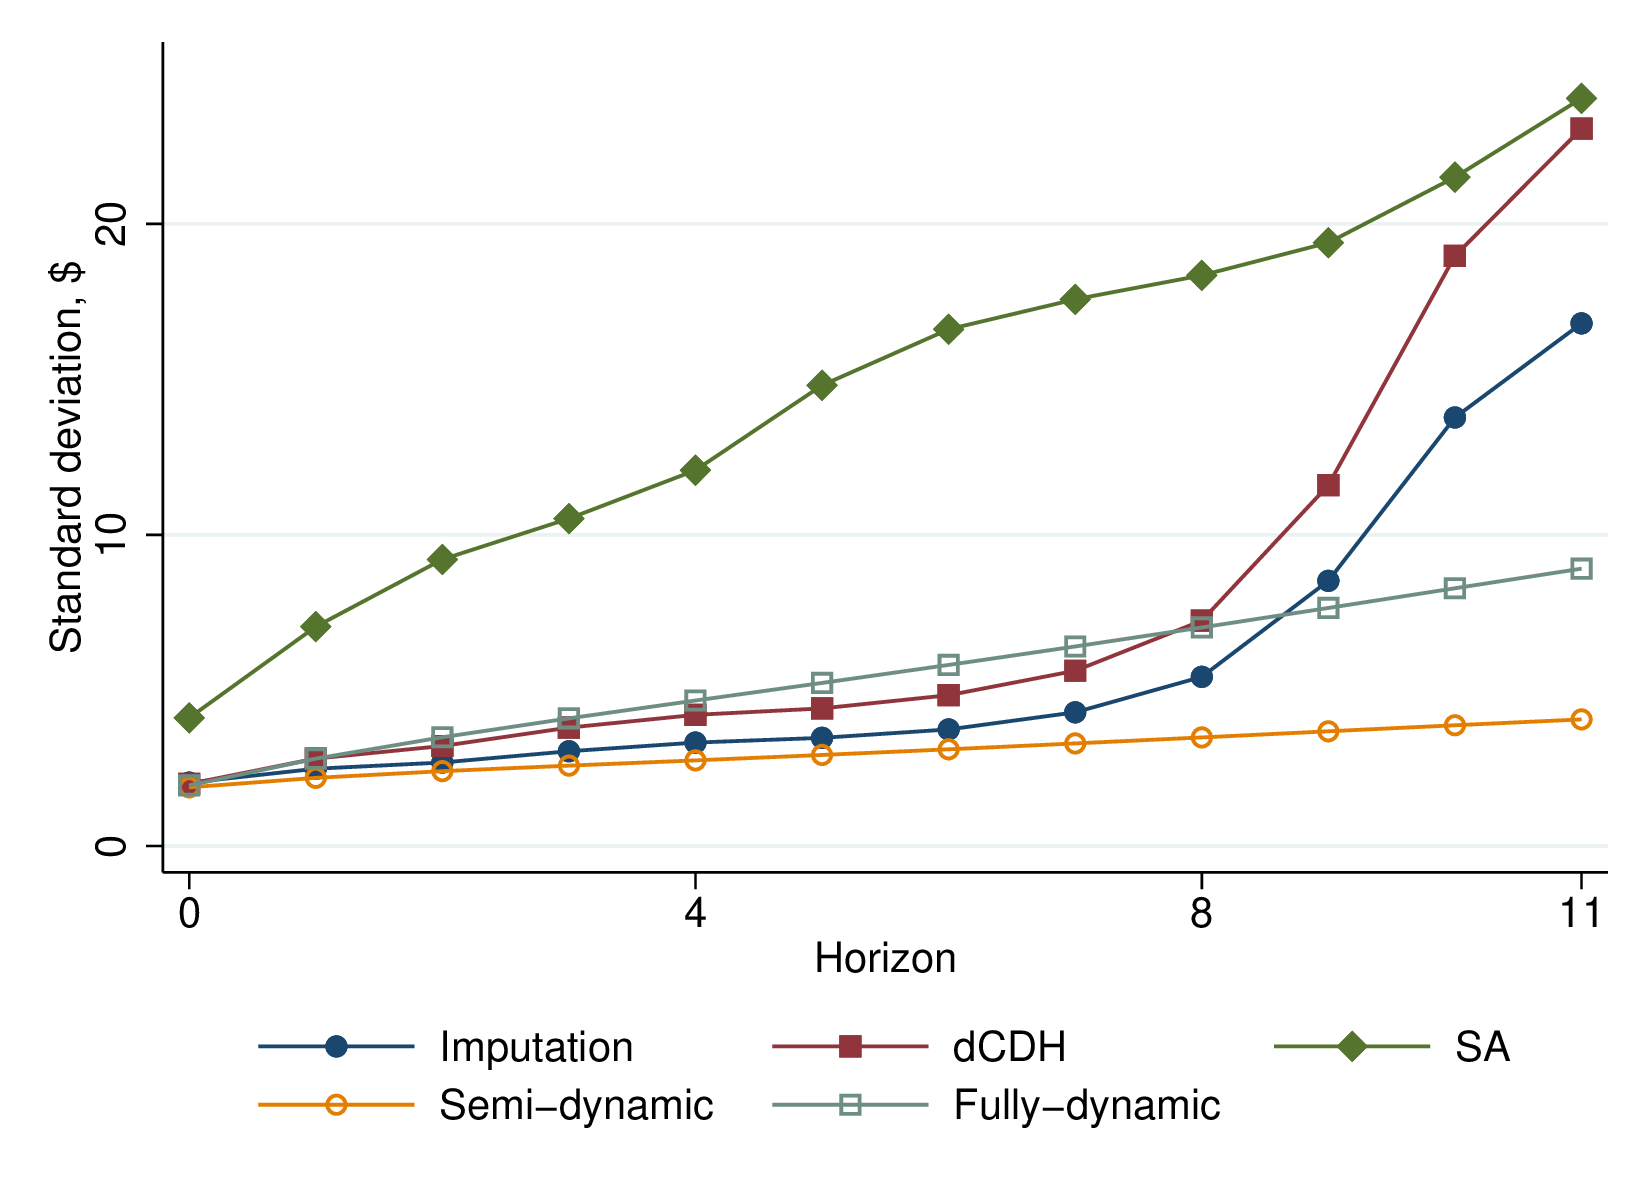 Standard deviation, $
20
10
0
0 4 8 11
Horizon
Imputation dCDH SA
Semi−dynamic Fully−dynamic